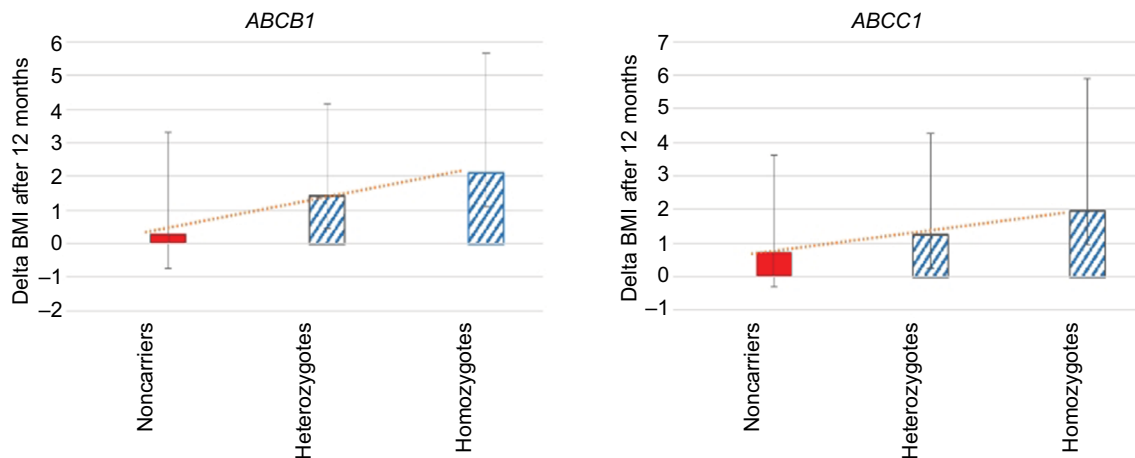 ABCB1
Delta BMI after 12 months
6
5
4
3
2
1
0
–1
–2
Noncarriers
Heterozygotes
Homozygotes
ABCC1
Delta BMI after 12 months
7
6
5
4
3
2
1
0
–1
Noncarriers
Heterozygotes
Homozygotes